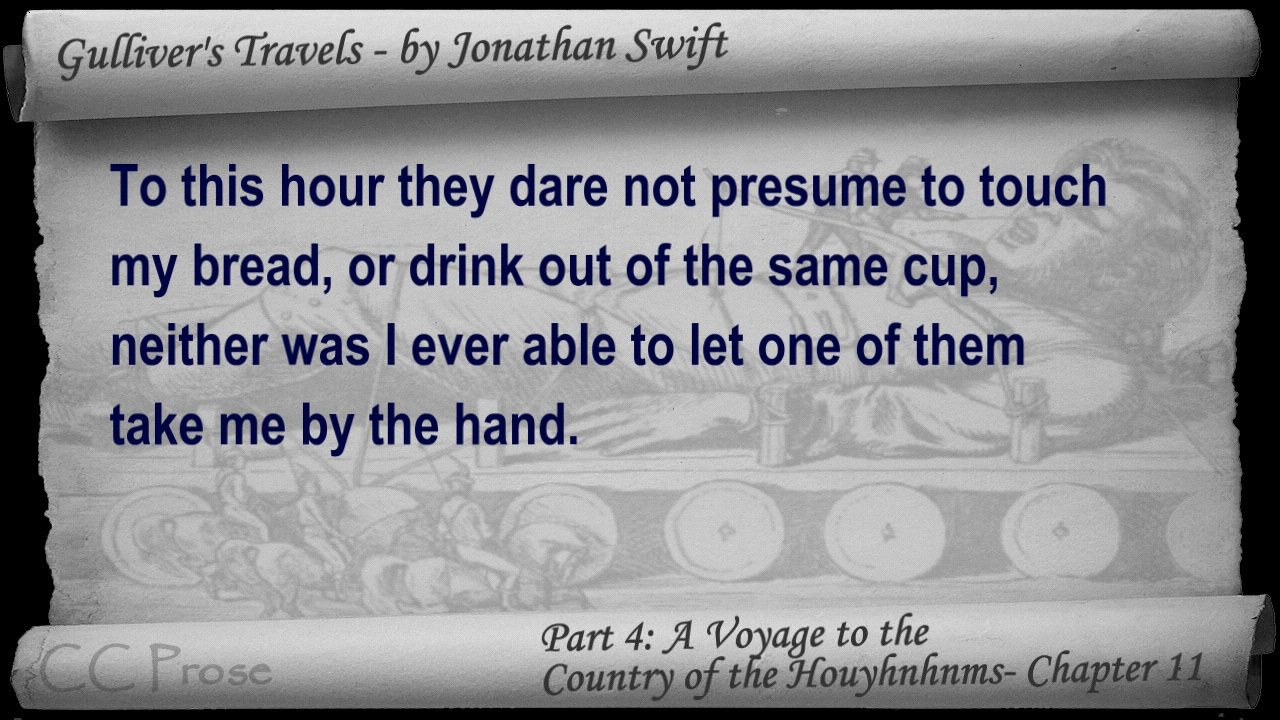 Gulliver's Travels - by Jonathan Swift
To this hour they dare not presume to touch
my bread, or drink out of the same cup,
neither was I ever able to let one of them
take me by the hand.
Part 4: A Voyage to the
Country of the Houyhnhnms- Chapter 11
CC Prose